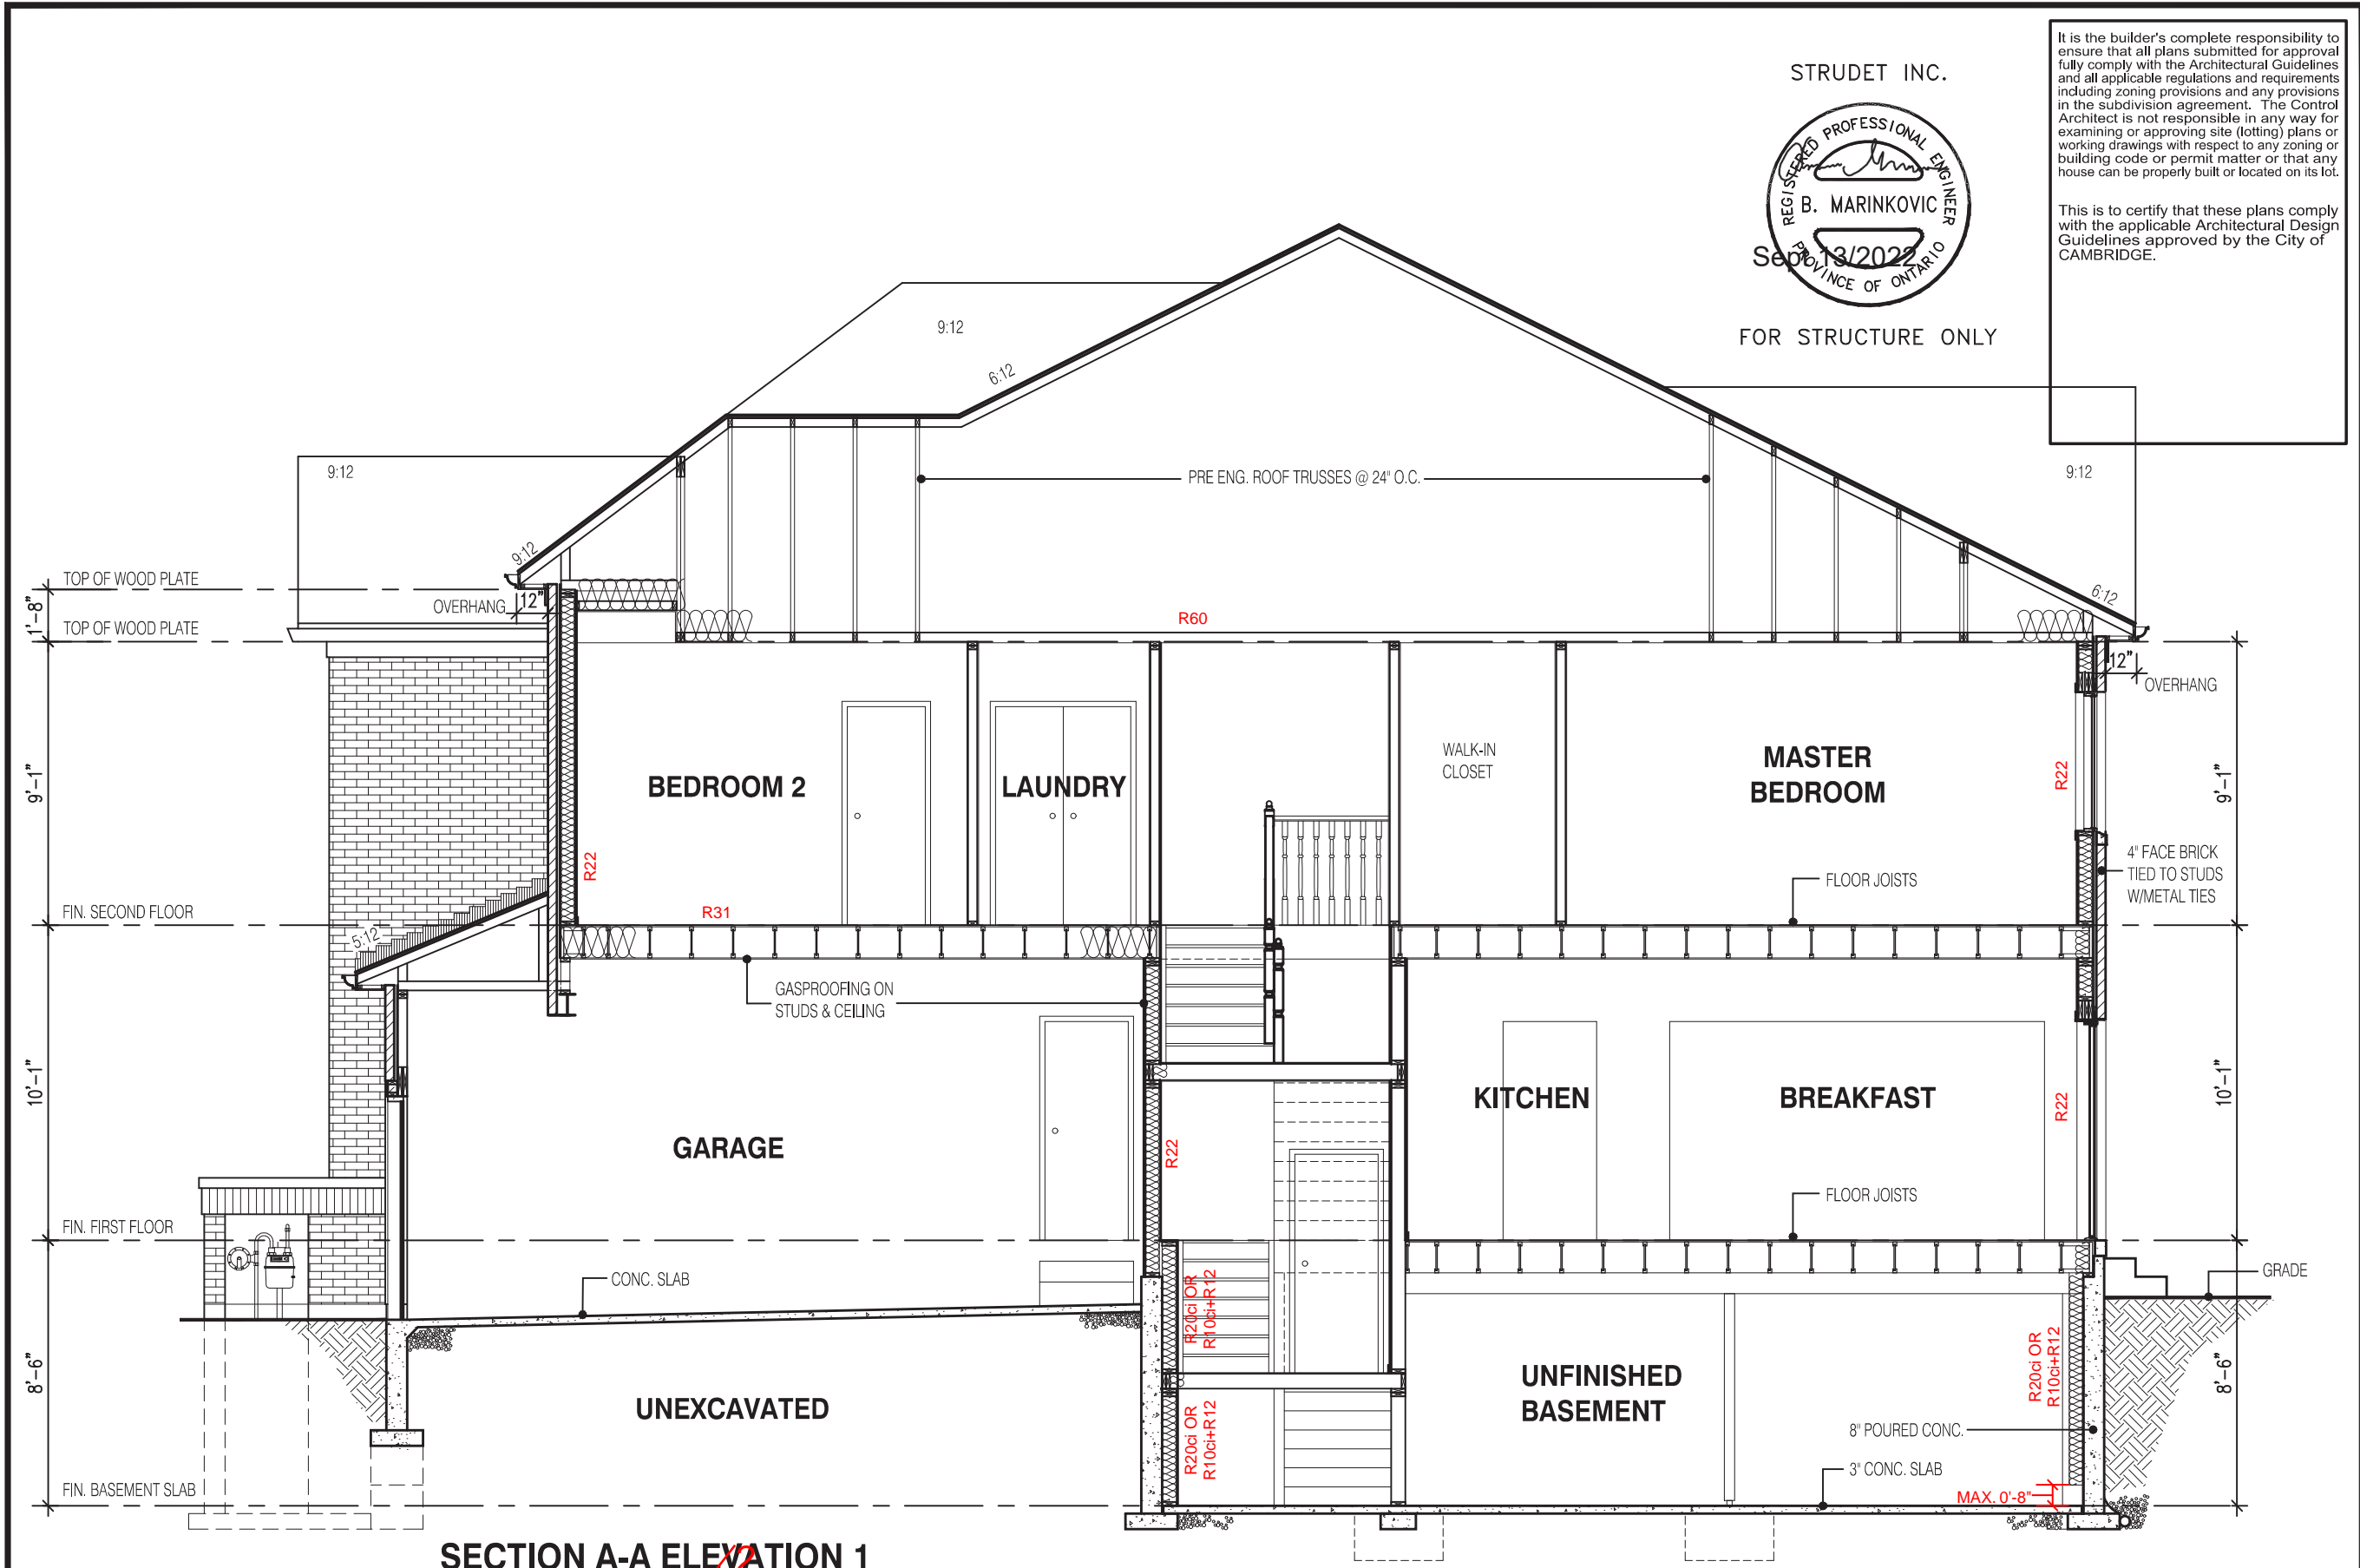 It is the builder's complete responsibility to
ensure that all plans submitted for approval
fully comply with the Architectural Guidelines
and all applicable regulations and requirements
including zoning provisions and any provisions
in the subdivision agreement. The Control
Architect is not responsible in any way for
examining or approving site (lotting) plans or
working drawings with respect to any zoning or
building code or permit matter or that any
house can be properly built or located on its lot.
This is to certify that these plans comply
with the applicable Architectural Design
Guidelines approved by the City of
CAMBRIDGE.
STRUDET INC.
REGISTERED PROFESSIONAL ENGINEER
B. MARINKOVIC
Sept 13/2022
PROVINCE OF ONTARIO
FOR STRUCTURE ONLY
9:12
6:12
9:12
PRE ENG. ROOF TRUSSES @ 24" O.C.
9:12
9:12
6:12
TOP OF WOOD PLATE
OVERHANG
12"
1'-8"
TOP OF WOOD PLATE
R60
12"
OVERHANG
9'-1"
BEDROOM 2
LAUNDRY
WALK-IN
CLOSET
MASTER
BEDROOM
R22
9'-1"
R22
4" FACE BRICK
TIED TO STUDS
W/METAL TIES
FLOOR JOISTS
FIN. SECOND FLOOR
R31
5:12
GASPROOFING ON
STUDS & CEILING
10'-1"
GARAGE
R22
KITCHEN
BREAKFAST
R22
10'-1"
FLOOR JOISTS
FIN. FIRST FLOOR
CONC. SLAB
R20ci OR
R10ci+R12
GRADE
8'-6"
UNEXCAVATED
R20ci OR
R10ci+R12
UNFINISHED
BASEMENT
R20ci OR
R10ci+R12
8'-6"
8" POURED CONC.
3" CONC. SLAB
FIN. BASEMENT SLAB
MAX. 0'-8"
SECTION A-A ELEVATION 1